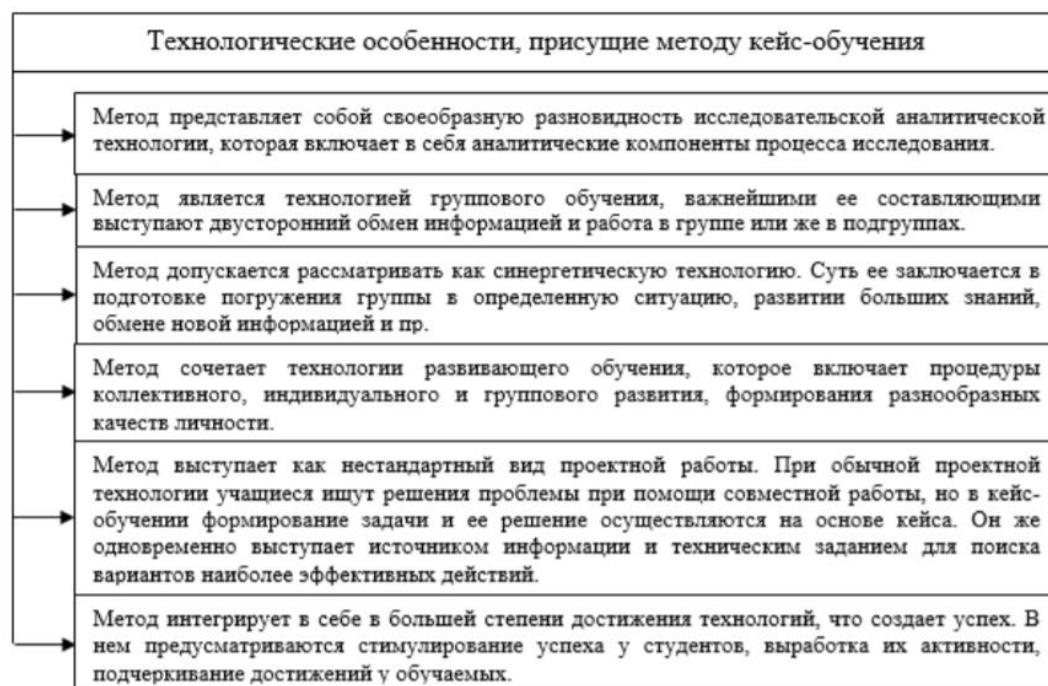 Технологические особенности, присущие методу кейс-обучения
Метод представляет собой своеобразную разновидность исследовательской аналитической
технологии, которая включает в себя аналитические компоненты процесса исследования.
Метод является технологией группового обучения, важнейшими ее составляющими
выступают двусторонний обмен информацией и работа в группе или же в подгруппах.
Метод допускается рассматривать как синергетическую технологию. Суть ее заключается в
подготовке погружения группы в определенную ситуацию, развитии больших знаний,
обмене новой информацией и пр.
Метод сочетает технологии развивающего обучения, которое включает процедуры
коллективного, индивидуального и группового развития, формирования разнообразных
качеств личности.
Метод выступает как нестандартный вид проектной работы. При обычной проектной
технологии учащиеся ищут решения проблемы при помощи совместной работы, но в кейс-
обучении формирование задачи и ее решение осуществляются на основе кейса. Он же
одновременно выступает источником информации и техническим заданием для поиска
вариантов наиболее эффективных действий.
Метод интегрирует в себе в большей степени достижения технологий, что создает успех. В
нем предусматриваются стимулирование успеха у студентов, выработка их активности,
подчеркивание достижений у обучаемых.